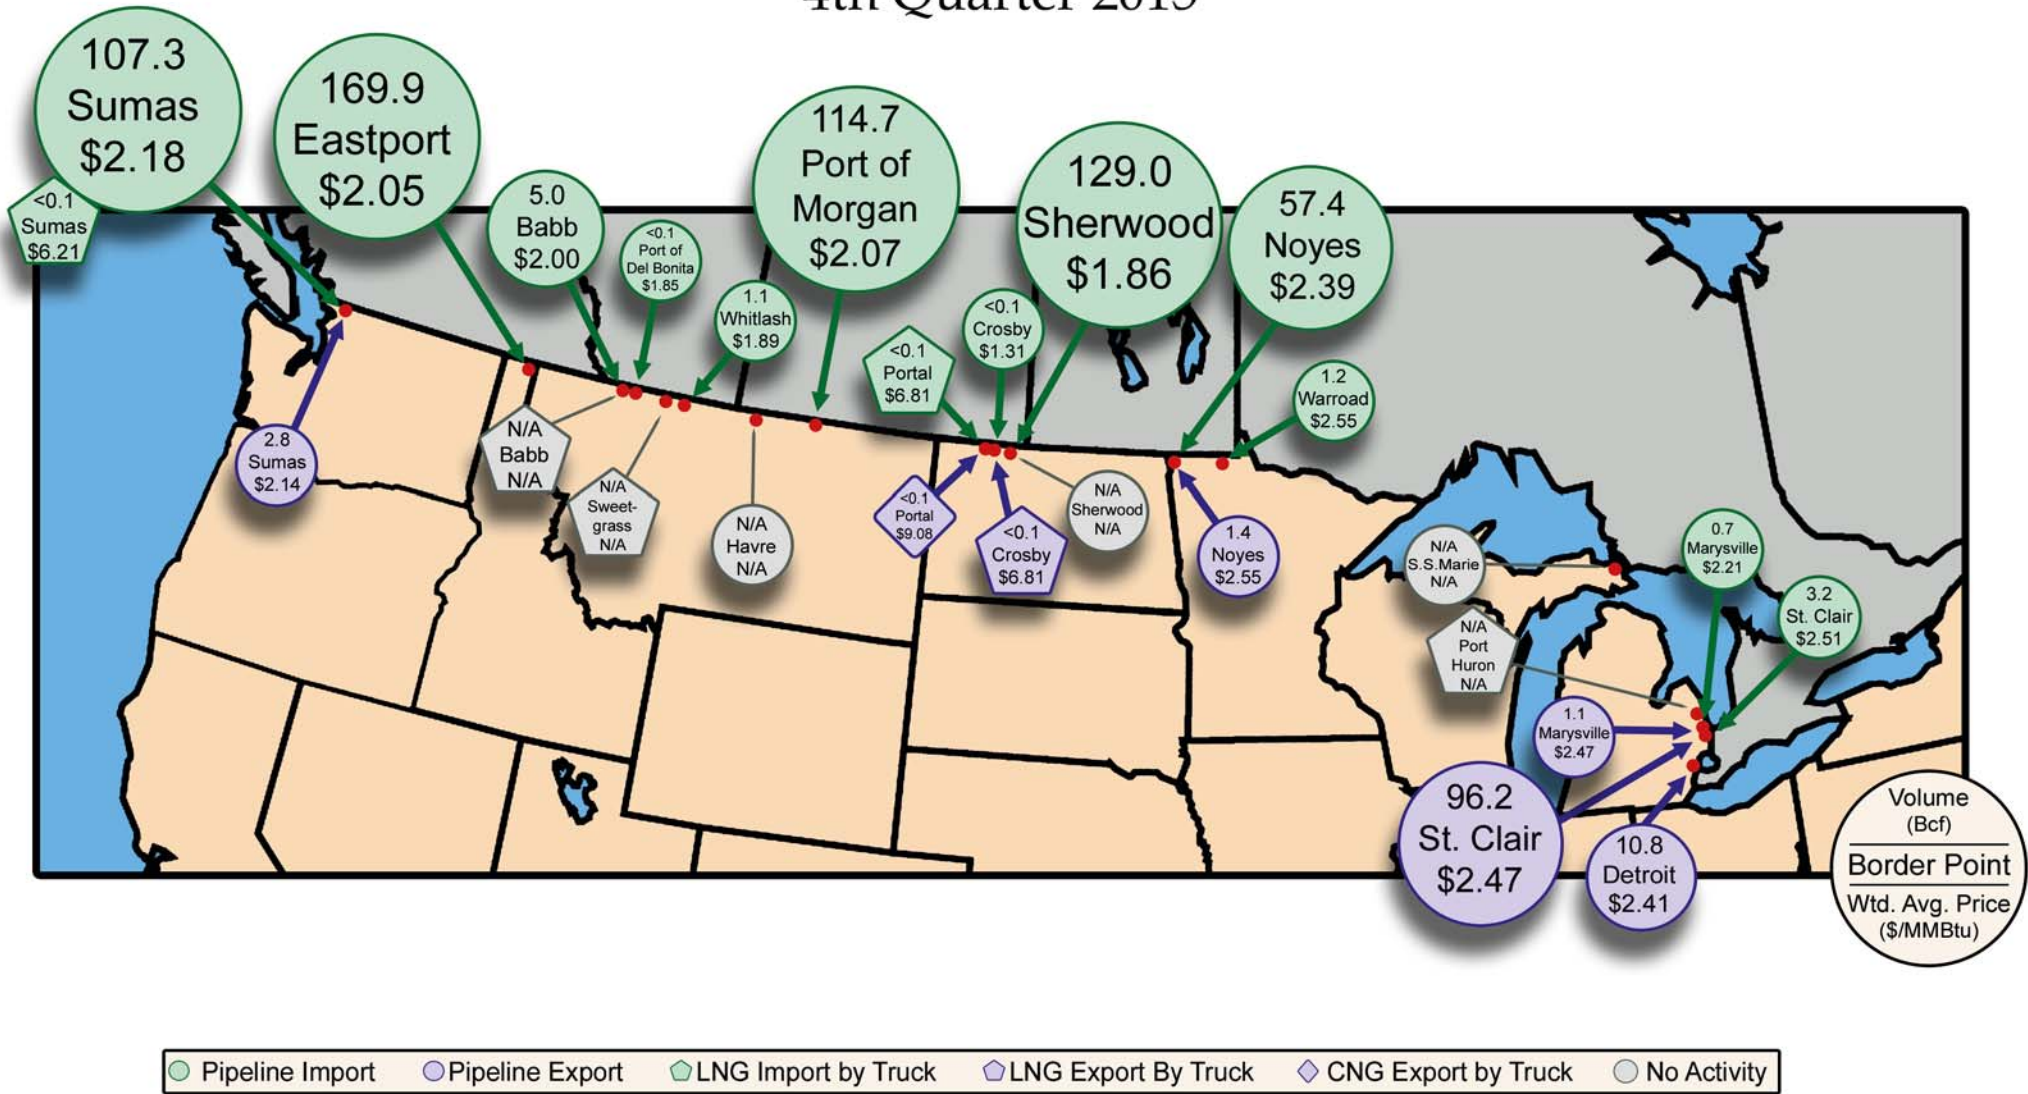 107.3
Sumas
$2.18
<0.1
Sumas
$6.21
169.9
Eastport
$2.05
5.0
Babb
$2.00
<0.1
Port of
Del Bonita
$1.85
1.1
Whitlash
$1.89
114.7
Port of
Morgan
$2.07
<0.1
Portal
$6.81
<0.1
Crosby
$1.31
129.0
Sherwood
$1.86
57.4
Noyes
$2.39
1.2
Warroad
$2.55
2.8
Sumas
$2.14
N/A
Babb
N/A
N/A
Sweet-
grass
N/A
N/A
Havre
N/A
<0.1
Portal
$9.08
<0.1
Crosby
$6.81
N/A
Sherwood
N/A
1.4
Noyes
$2.55
N/A
S.S.Marie
N/A
N/A
Port
Huron
N/A
0.7
Marysville
$2.21
3.2
St. Clair
$2.51
1.1
Marysville
$2.47
96.2
St. Clair
$2.47
10.8
Detroit
$2.41
Volume
(Bcf)
Border Point
Wtd. Avg. Price
($/MMBtu)
Pipeline Import
Pipeline Export
LNG Import by Truck
LNG Export By Truck
CNG Export by Truck
No Activity